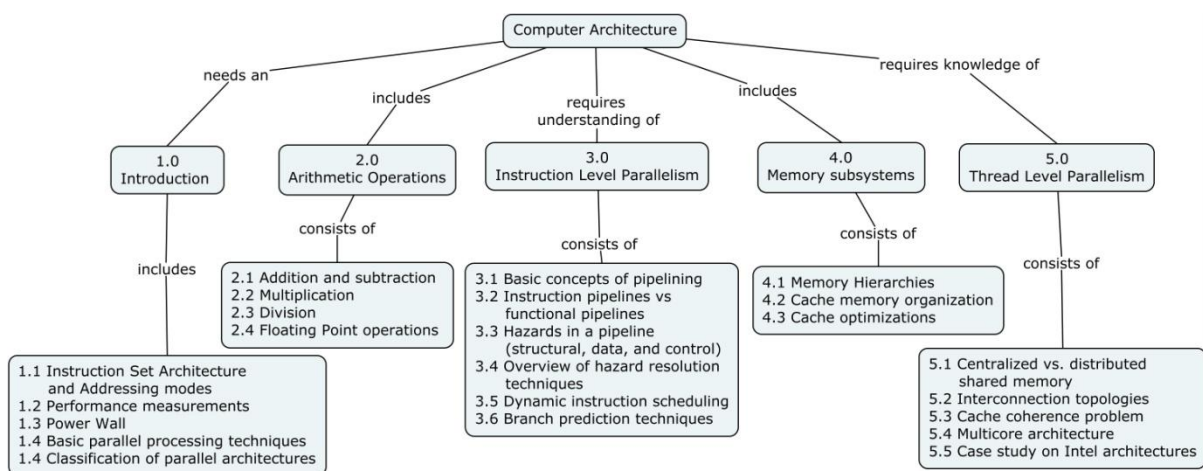 Computer Architecture
needs an
includes
requires
understanding of
includes
requires knowledge of
1.0
Introduction
2.0
Arithmetic Operations
3.0
Instruction Level Parallelism
4.0
Memory subsystems
5.0
Thread Level Parallelism
includes
consists of
consists of
consists of
consists of
1.1 Instruction Set Architecture
and Addressing modes
1.2 Performance measurements
1.3 Power Wall
1.4 Basic parallel processing techniques
1.4 Classification of parallel architectures
2.1 Addition and subtraction
2.2 Multiplication
2.3 Division
2.4 Floating Point operations
3.1 Basic concepts of pipelining
3.2 Instruction pipelines vs
functional pipelines
3.3 Hazards in a pipeline
(structural, data, and control)
3.4 Overview of hazard resolution
techniques
3.5 Dynamic instruction scheduling
3.6 Branch prediction techniques
4.1 Memory Hierarchies
4.2 Cache memory organization
4.3 Cache optimizations
5.1 Centralized vs. distributed
shared memory
5.2 Interconnection topologies
5.3 Cache coherence problem
5.4 Multicore architecture
5.5 Case study on Intel architectures